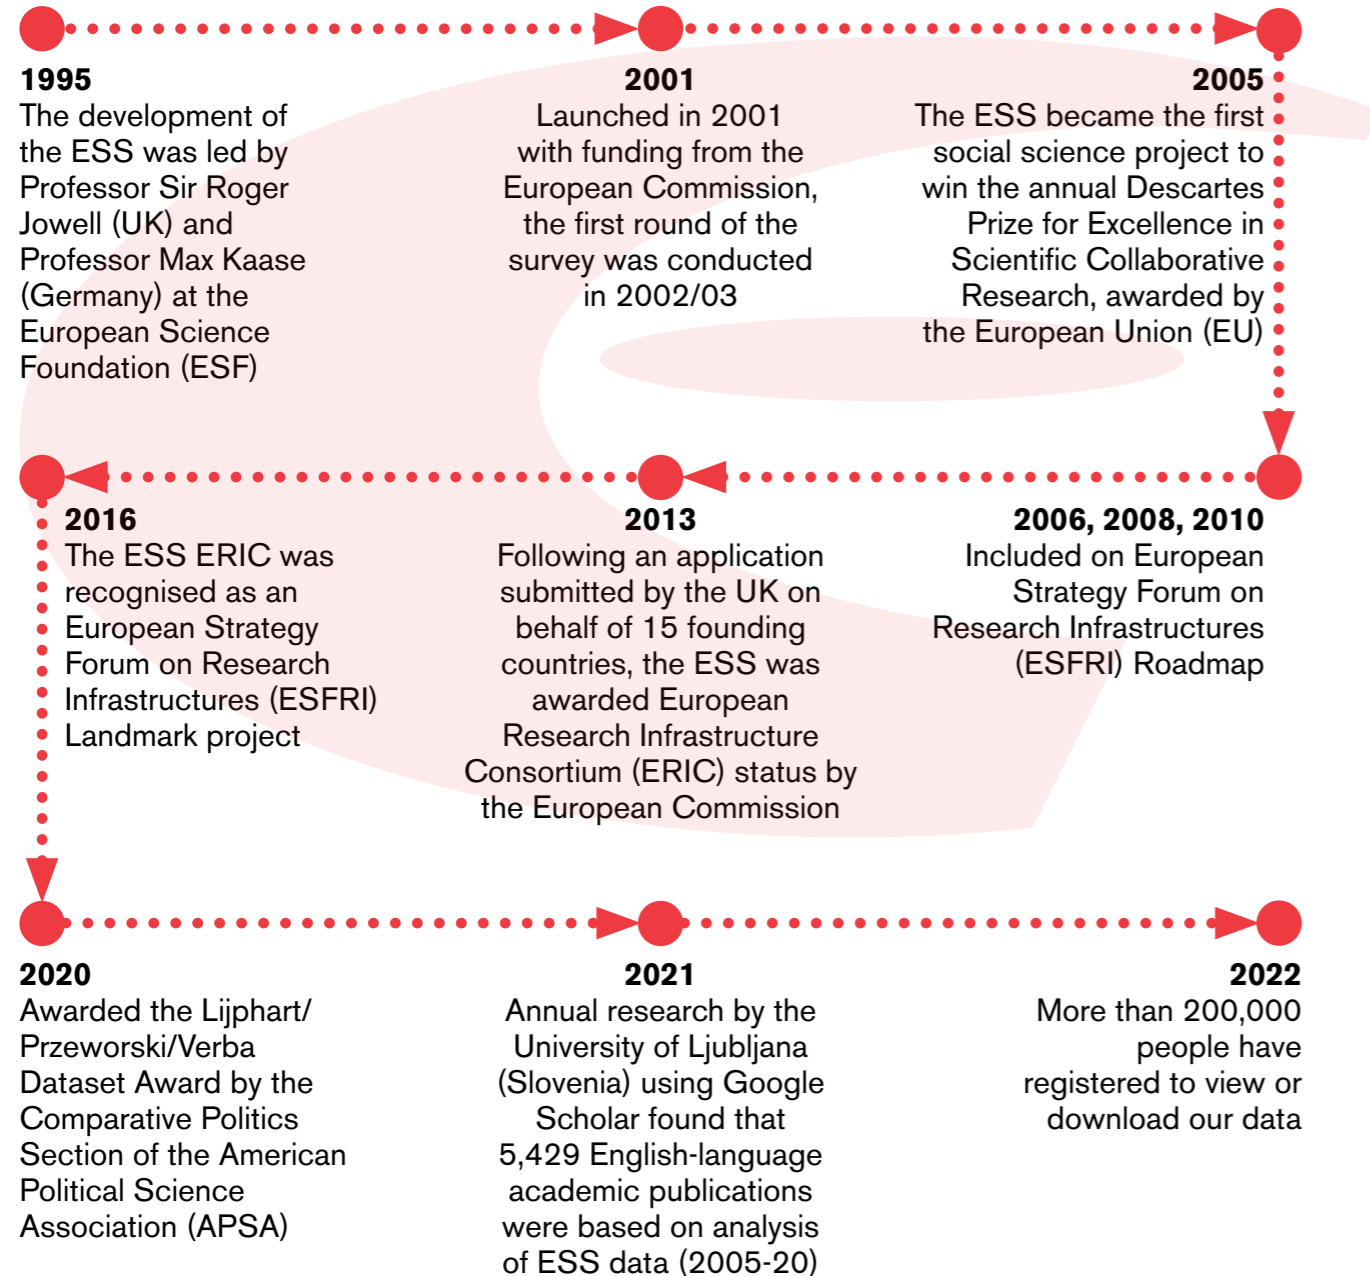 1995
The development of
the ESS was led by
Professor Sir Roger
Jowell (UK) and
Professor Max Kaase
(Germany) at the
European Science
Foundation (ESF)
2001
Launched in 2001
with funding from the
European Commission,
the first round of the
survey was conducted
in 2002/03
2005
The ESS became the first
social science project to
win the annual Descartes
Prize for Excellence in
Scientific Collaborative
Research, awarded by
the European Union (EU)
2006, 2008, 2010
Included on European
Strategy Forum on
Research Infrastructures
(ESFRI) Roadmap
2013
Following an application
submitted by the UK on
behalf of 15 founding
countries, the ESS was
awarded European
Research Infrastructure
Consortium (ERIC) status by
the European Commission
2016
The ESS ERIC was
recognised as an
European Strategy
Forum on Research
Infrastructures (ESFRI)
Landmark project
2020
Awarded the Lijphart/
Przeworski/Verba
Dataset Award by the
Comparative Politics
Section of the American
Political Science
Association (APSA)
2021
Annual research by the
University of Ljubljana
(Slovenia) using Google
Scholar found that
5,429 English-language
academic publications
were based on analysis
of ESS data (2005-20)
2022
More than 200,000
people have
registered to view or
download our data